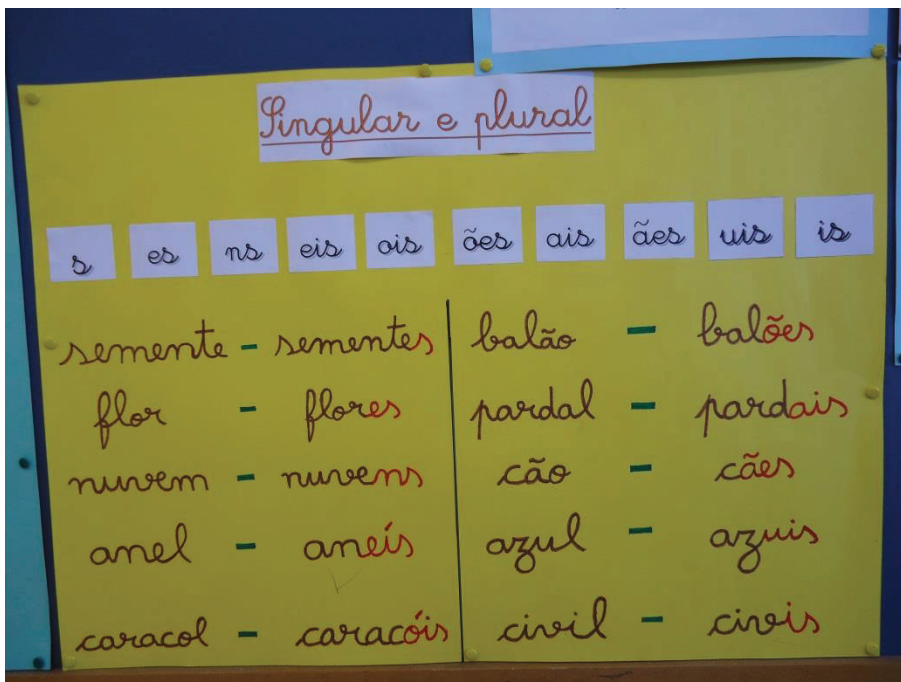 Singular e plural
s es ns eis ois ões ais ães uis is
semente - sementes
flor - flores
nuvem - nuvens
anel - aneís
caracol - caracóis
balão - balões
pardal - pardais
cão - cães
azul - azuis
civil - civis